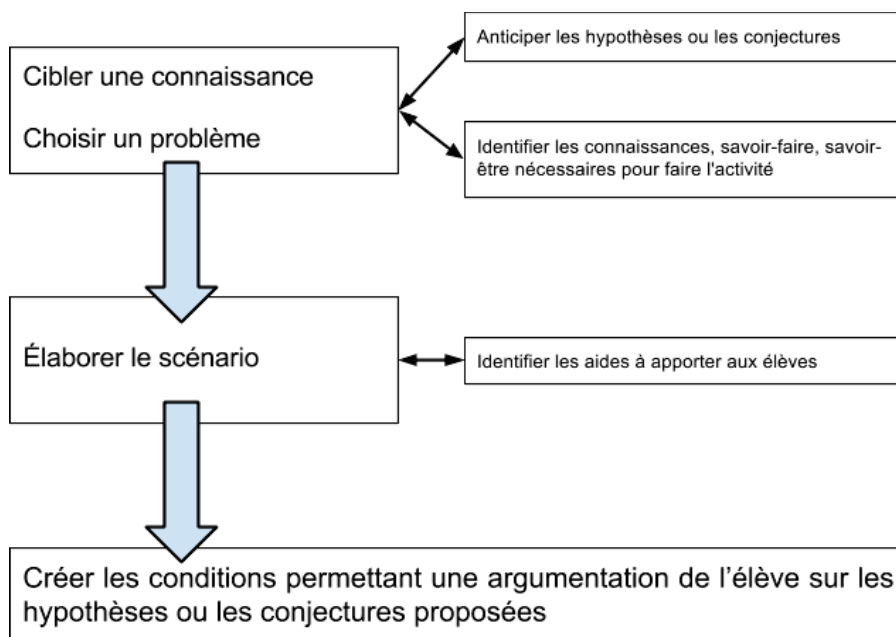 Cibler une connaissance
Choisir un problème
Anticiper les hypothèses ou les conjectures
Identifier les connaissances, savoir-faire, savoir-
être nécessaires pour faire l'activité
Élaborer le scénario
Identifier les aides à apporter aux élèves
Créer les conditions permettant une argumentation de l’élève sur les
hypothèses ou les conjectures proposées